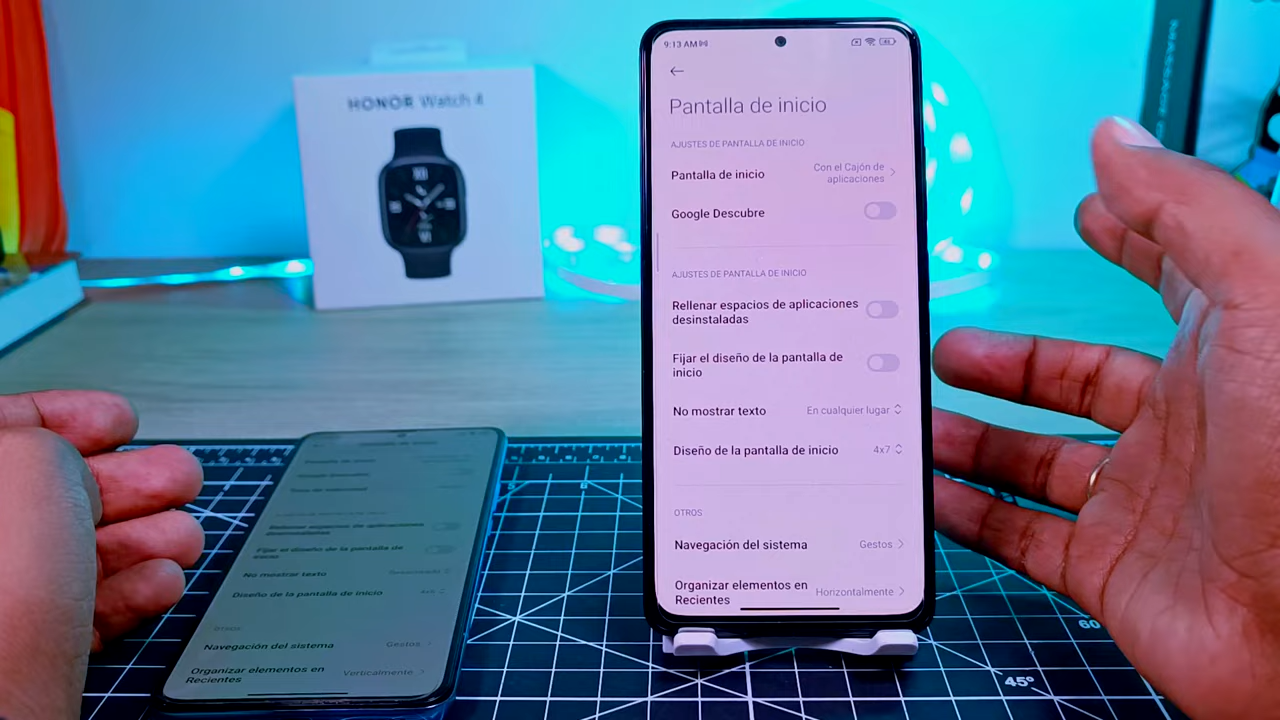 HONOR Watch 4
9:13 AM
Pantalla de inicio
AJUSTES DE PANTALLA DE INICIO
Pantalla de inicio
Con el Cajón de
aplicaciones
Google Descubre
AJUSTES DE PANTALLA DE INICIO
Rellenar espacios de aplicaciones
desinstaladas
Fijar el diseño de la pantalla de
inicio
No mostrar texto
En cualquier lugar
Diseño de la pantalla de inicio
4x7
OTROS
Navegación del sistema
Gestos
Organizar elementos en
Recientes
Horizontalmente
Rellenar espacios de aplicaciones
desinstaladas
Fijar el diseño de la pantalla de
inicio
No mostrar texto
Diseño de la pantalla de inicio
OTROS
Navegación del sistema
Gestos
Organizar elementos en
Recientes
Verticalmente
60
45°